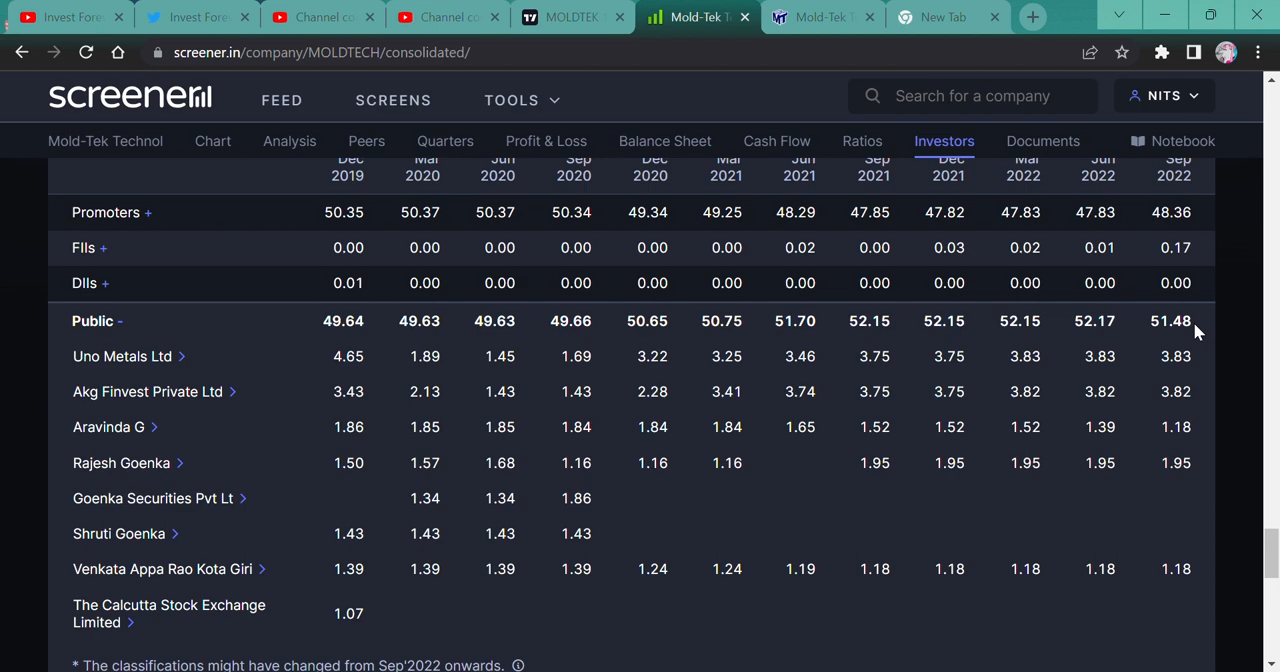 Invest Forev
Invest Forev
Channel co
Channel co
MOLDTEK
Mold-Tek T
Mold-Tek T
New Tab
screener.in/company/MOLDTECH/consolidated/
screener
FEED
SCREENS
TOOLS
Search for a company
NITS
Mold-Tek Technol Chart Analysis Peers Quarters Profit & Loss Balance Sheet Cash Flow Ratios Investors Documents Notebook
Dec Mar Jun Sep Dec Mar Jun Sep Dec Mar Jun Sep
2019 2020 2020 2020 2020 2021 2021 2021 2021 2022 2022 2022
Promoters + 50.35 50.37 50.37 50.34 49.34 49.25 48.29 47.85 47.82 47.83 47.83 48.36
FIIs + 0.00 0.00 0.00 0.00 0.00 0.00 0.02 0.00 0.03 0.02 0.01 0.17
DIIs + 0.01 0.00 0.00 0.00 0.00 0.00 0.00 0.00 0.00 0.00 0.00 0.00
Public - 49.64 49.63 49.63 49.66 50.65 50.75 51.70 52.15 52.15 52.15 52.17 51.48
Uno Metals Ltd 4.65 1.89 1.45 1.69 3.22 3.25 3.46 3.75 3.75 3.83 3.83 3.83
Akg Finvest Private Ltd 3.43 2.13 1.43 1.43 2.28 3.41 3.74 3.75 3.75 3.82 3.82 3.82
Aravinda G 1.86 1.85 1.85 1.84 1.84 1.84 1.65 1.52 1.52 1.52 1.39 1.18
Rajesh Goenka 1.50 1.57 1.68 1.16 1.16 1.16 1.95 1.95 1.95 1.95 1.95
Goenka Securities Pvt Lt 1.34 1.34 1.86
Shruti Goenka 1.43 1.43 1.43 1.43
Venkata Appa Rao Kota Giri 1.39 1.39 1.39 1.39 1.24 1.24 1.19 1.18 1.18 1.18 1.18 1.18
The Calcutta Stock Exchange
Limited 1.07
* The classifications might have changed from Sep'2022 onwards.